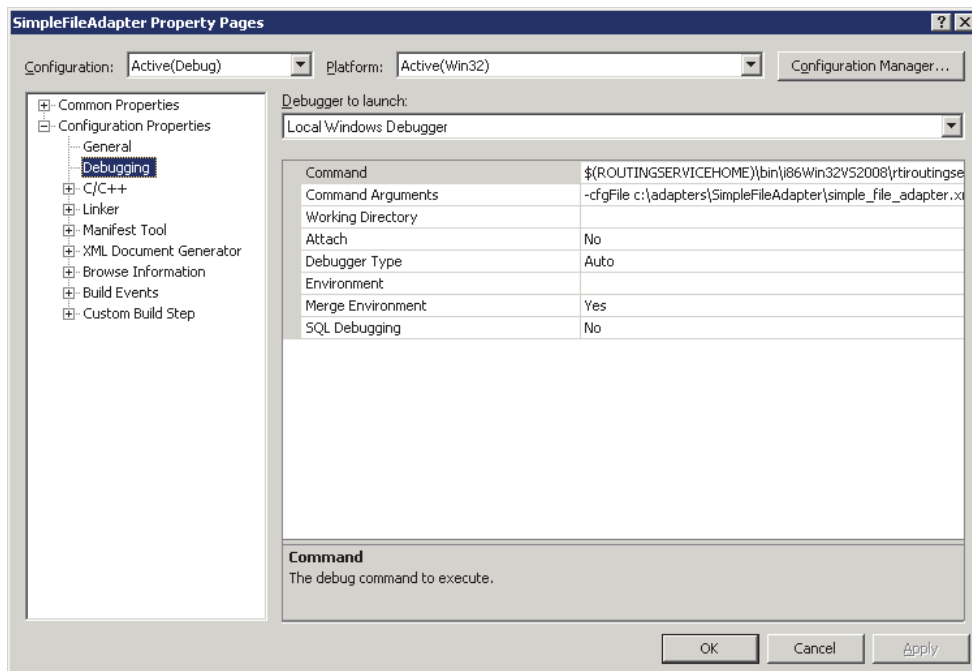 SimpleFileAdapter Property Pages
Configuration: Active(Debug) Platform: Active(Win32) Configuration Manager...
Common Properties
Configuration Properties
General
Debugging
C/C++
Linker
Manifest Tool
XML Document Generator
Browse Information
Build Events
Custom Build Step
Debugger to launch:
Local Windows Debugger
Command $(ROUTINGSERVICEHOME)\bin\i86Win32VS2008\rtiroutingse
Command Arguments -cfgFile c:\adapters\SimpleFileAdapter\simple_file_adapter.x
Working Directory
Attach No
Debugger Type Auto
Environment
Merge Environment Yes
SQL Debugging No
Command
The debug command to execute.
OK Cancel Apply